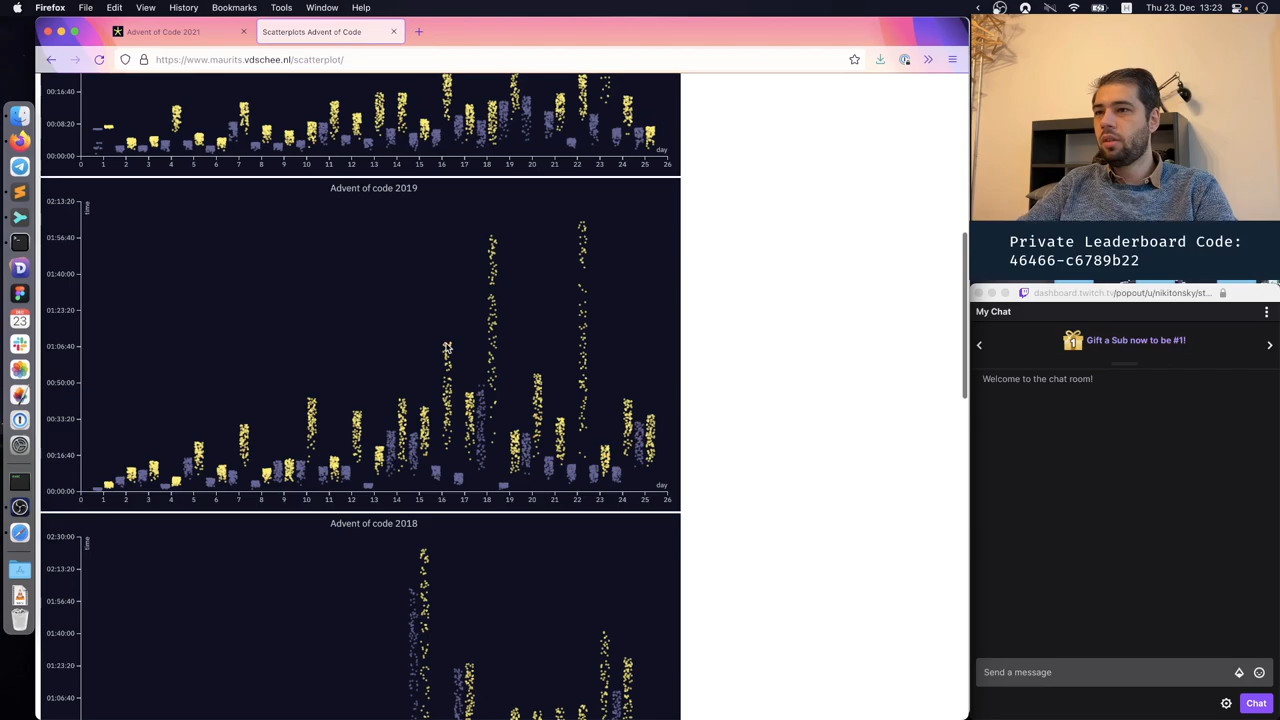 Firefox File Edit View History Bookmarks Tools Window Help
Thu 23. Dec 13:23
Advent of Code 2021
Scatterplots Advent of Code
https://www.maurits.vdschee.nl/scatterplot/
00:16:40
00:08:20
00:00:00
day
0 1 2 3 4 5 6 7 8 9 10 11 12 13 14 15 16 17 18 19 20 21 22 23 24 25 26
Advent of code 2019
time
02:13:20
01:56:40
01:40:00
01:23:20
01:06:40
00:50:00
00:33:20
00:16:40
00:00:00
day
0 1 2 3 4 5 6 7 8 9 10 11 12 13 14 15 16 17 18 19 20 21 22 23 24 25 26
Advent of code 2018
time
02:30:00
02:13:20
01:56:40
01:40:00
01:23:20
01:06:40
DEC
23
Private Leaderboard Code:
46466-c6789b22
dashboard.twitch.tv/popout/u/nikitonsky/st...
My Chat
1
Gift a Sub now to be #1!
Welcome to the chat room!
Send a message
Chat